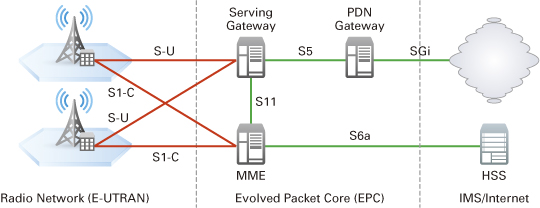 Serving
Gateway
PDN
Gateway
S-U
S5
SGi
S1-C
S-U
S11
S1-C
S6a
MME
HSS
Radio Network (E-UTRAN)
Evolved Packet Core (EPC)
IMS/Internet